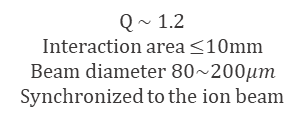 Q ~ 1.2
Interaction area ≤10mm
Beam diameter 80~200μm
Synchronized to the ion beam